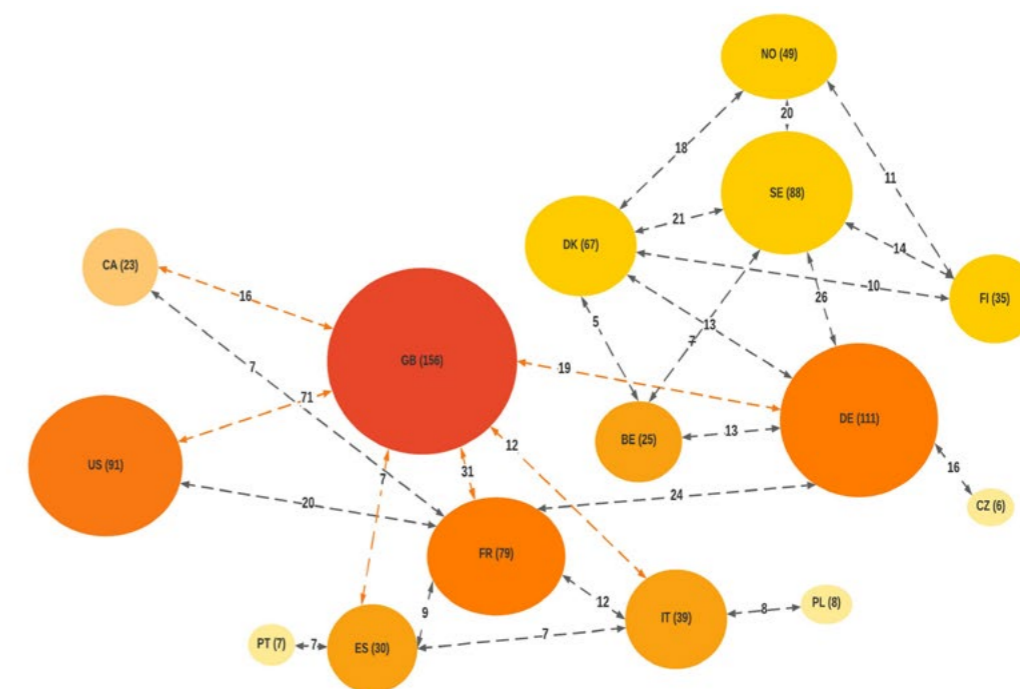 NO (49)
20
18
SE (88)
11
21
DK (67)
14
CA (23)
10
FI (35)
16
26
5
13
7
GB (156)
7
19
71
DE (111)
13
BE (25)
12
US (91)
31
16
7
24
20
CZ (6)
FR (79)
12
PL (8)
8
9
IT (39)
7
PT (7)
7
ES (30)